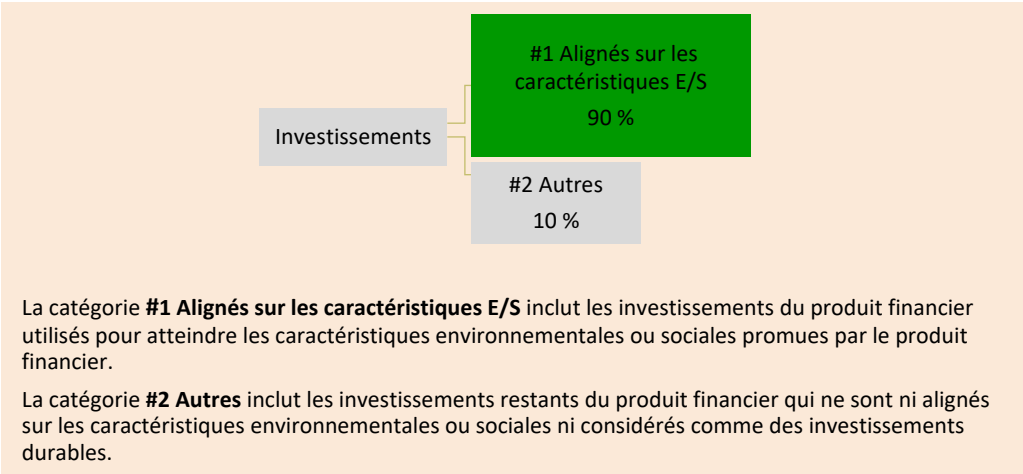 #1 Alignés sur les
caractéristiques E/S
90 %
Investissements
#2 Autres
10 %
La catégorie #1 Alignés sur les caractéristiques E/S inclut les investissements du produit financier
utilisés pour atteindre les caractéristiques environnementales ou sociales promues par le produit
financier.
La catégorie #2 Autres inclut les investissements restants du produit financier qui ne sont ni alignés
sur les caractéristiques environnementales ou sociales ni considérés comme des investissements
durables.